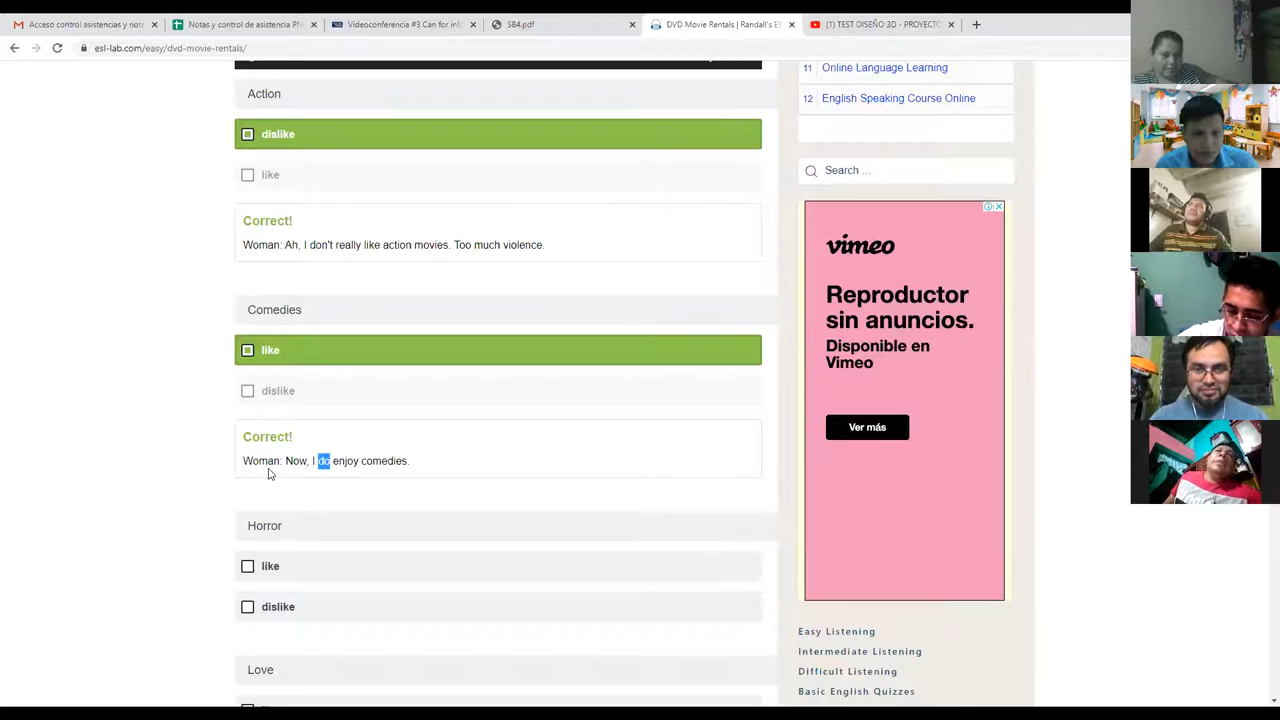 Acceso control asistencias y note
Notas y control de asistencia PN
Videoconferencia #3 Can for inf
5B4.pdf
DVD Movie Rentals | Randall's ES
(1) TEST DISEÑO 3D - PROYECTO
esl-lab.com/easy/dvd-movie-rentals/
Action
dislike
like
Correct!
Woman: Ah, I don't really like action movies. Too much violence.
Comedies
like
dislike
Correct!
Woman: Now, I do enjoy comedies.
Horror
like
dislike
Love
11 Online Language Learning
12 English Speaking Course Online
Search ...
vimeo
Reproductor
sin anuncios.
Disponible en
Vimeo
Ver más
Easy Listening
Intermediate Listening
Difficult Listening
Basic English Quizzes